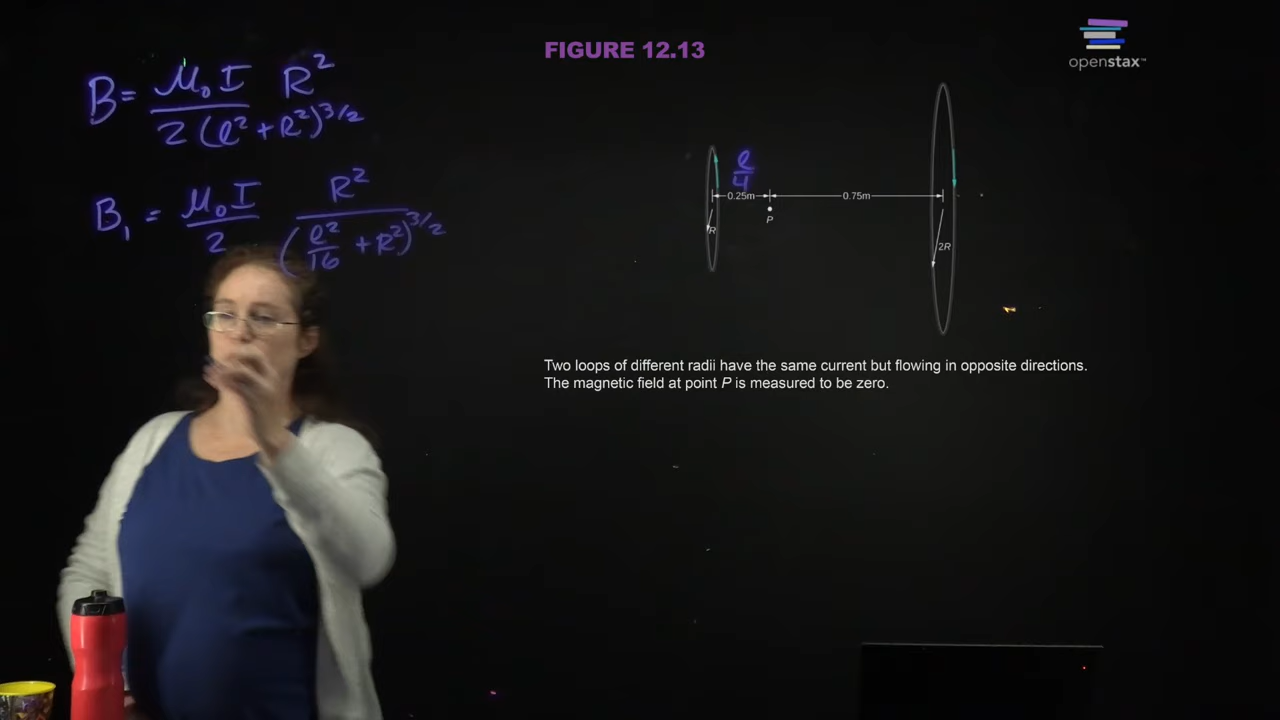 B = μ₀I R² / 2(l² + R²)^3/2
B₁ = μ₀I / 2 R² / (l²/16 + R²)^3/2
FIGURE 12.13
openstax™
l/4
0.25m
0.75m
P
R
2R
Two loops of different radii have the same current but flowing in opposite directions.
The magnetic field at point P is measured to be zero.